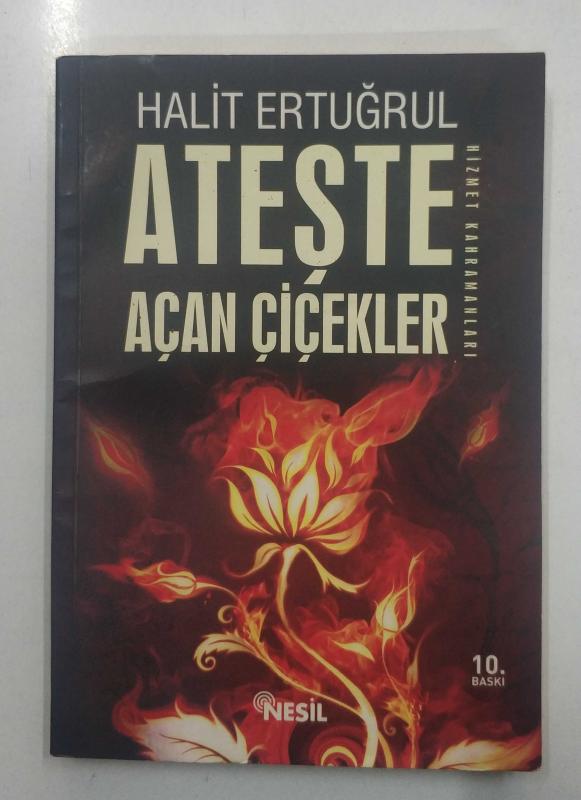 HALİT ERTUĞRUL
ATEŞTE
AÇAN ÇİÇEKLER
HİZMET KAHRAMANLARI
10.
BASKI
NESİL